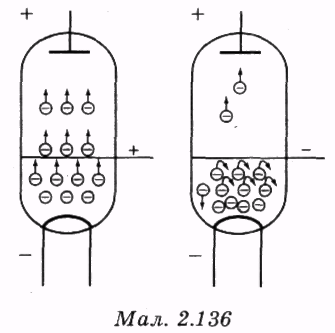 + +
+ −
− −
Мал. 2.136